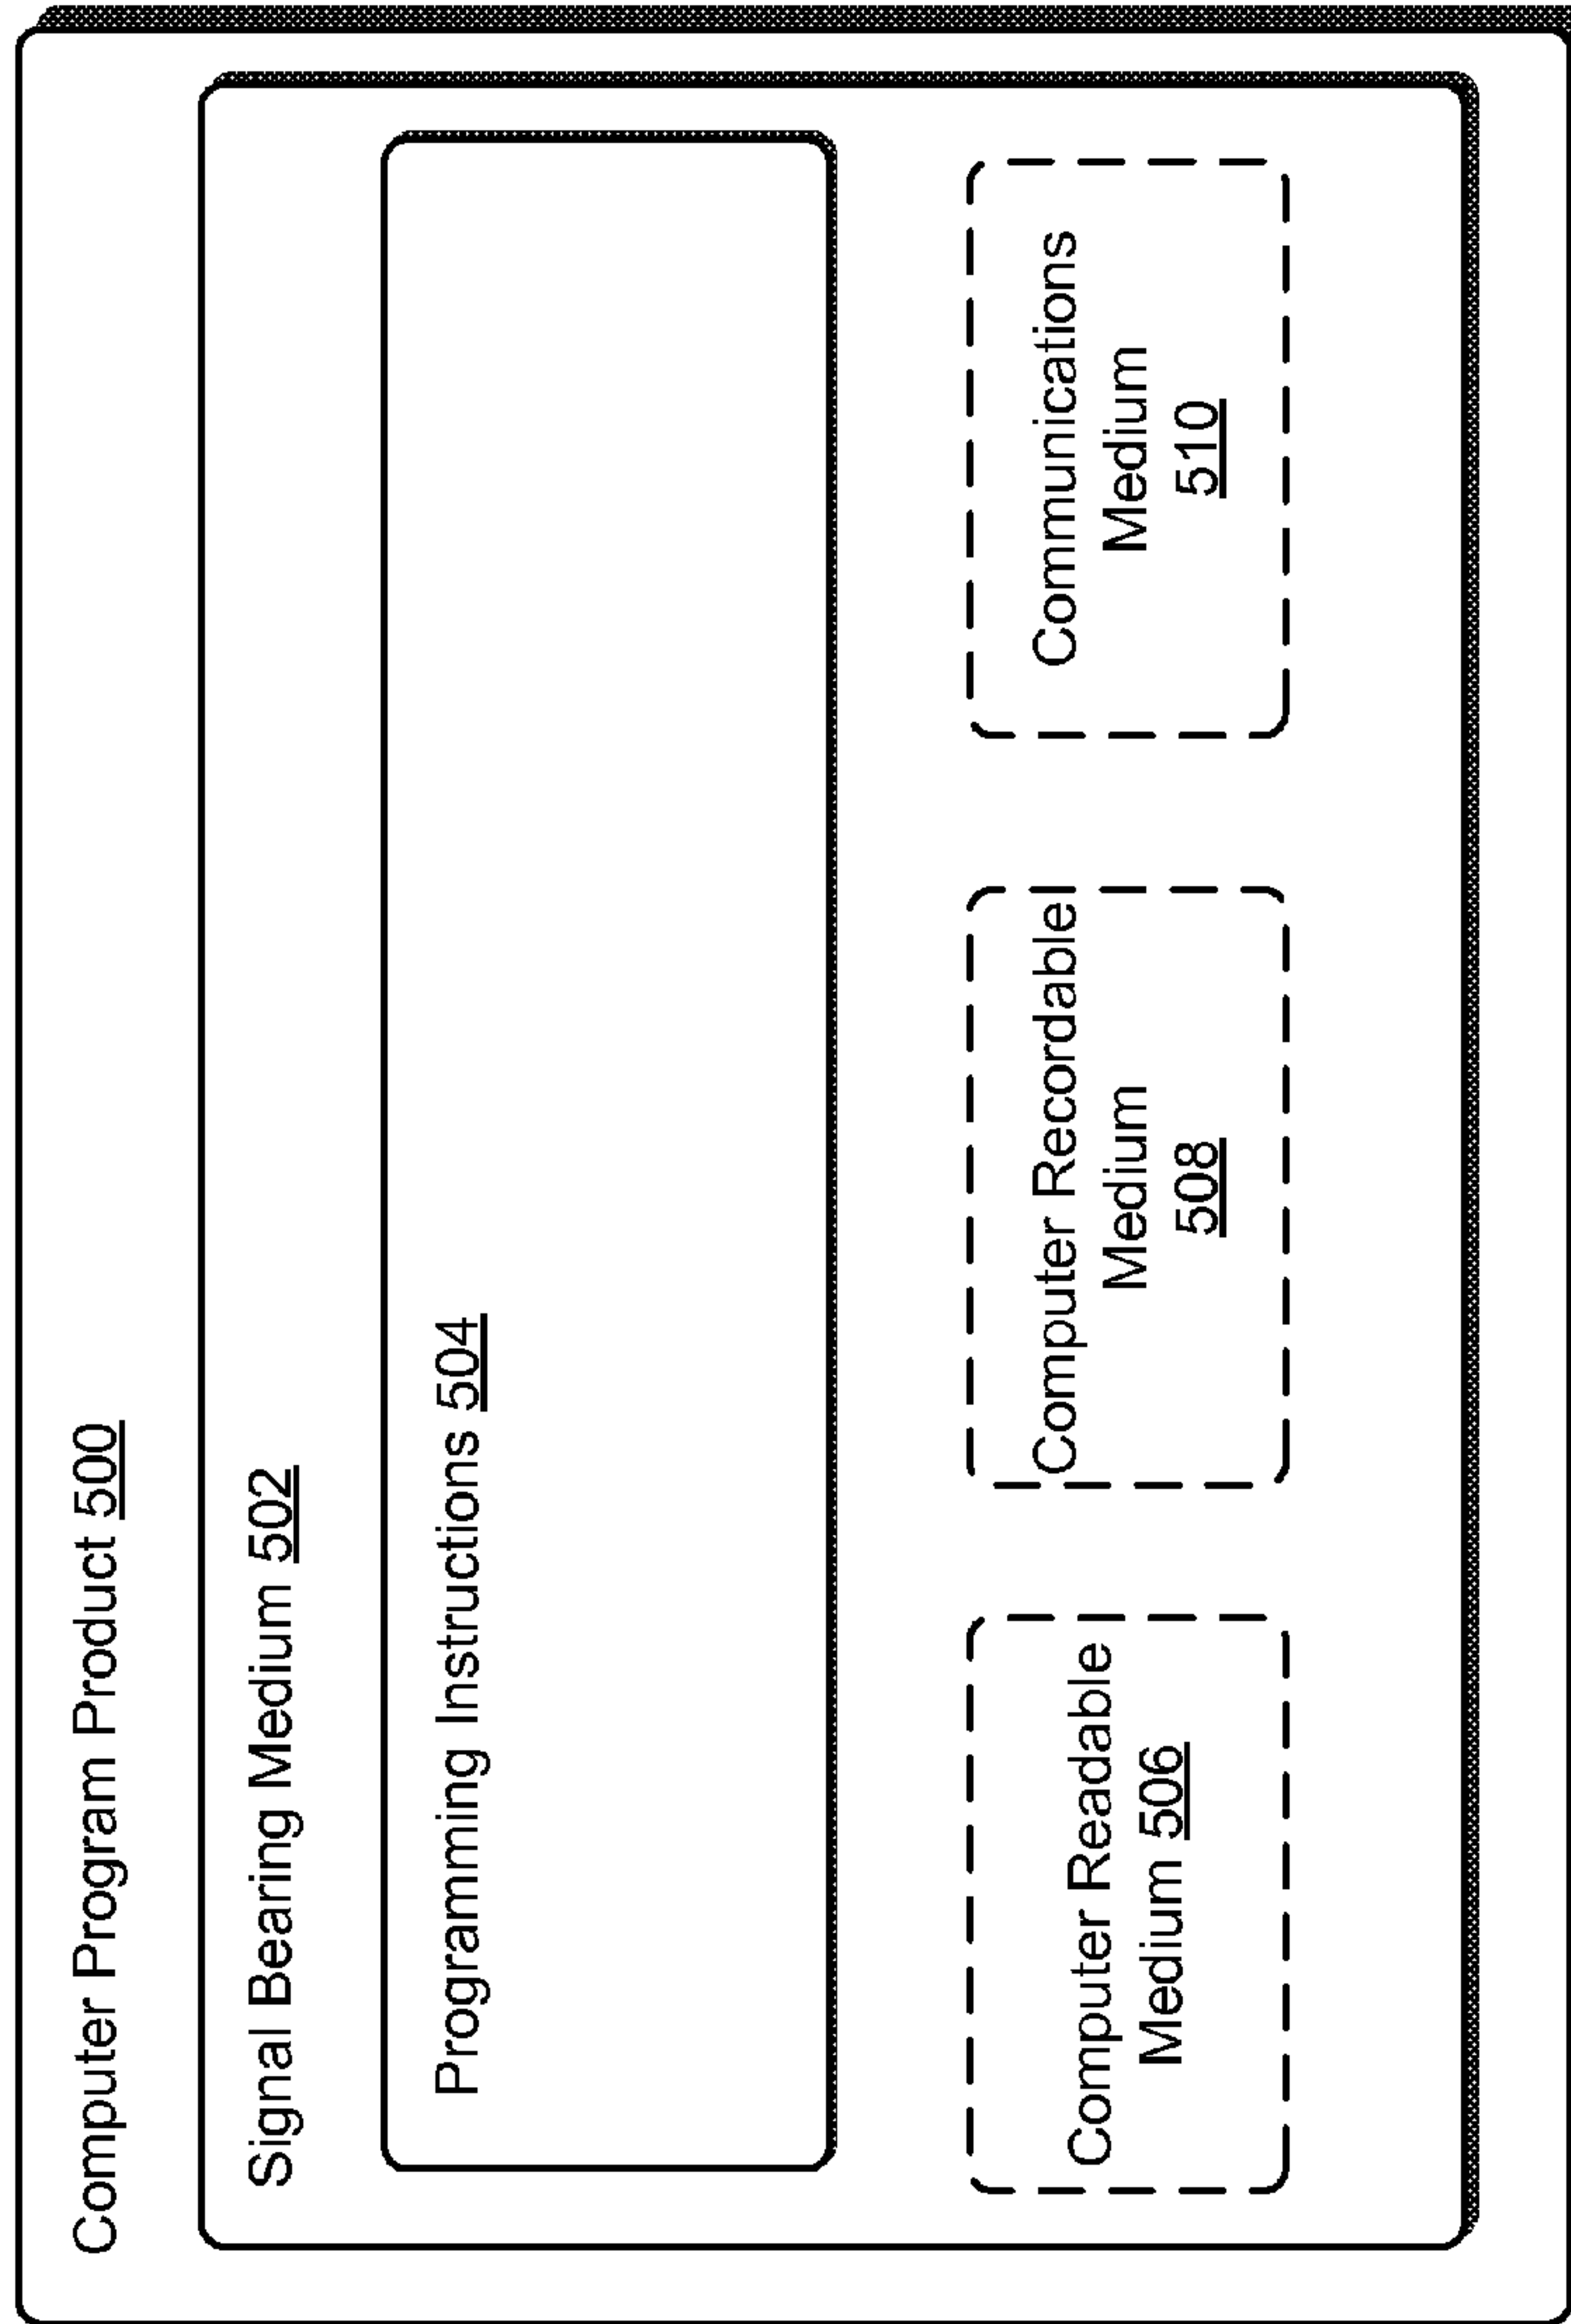 Computer Program Product 500
Signal Bearing Medium 502
Programming Instructions 504
Computer Readable
Medium 506
Computer Recordable
Medium
508
Communications
Medium
510